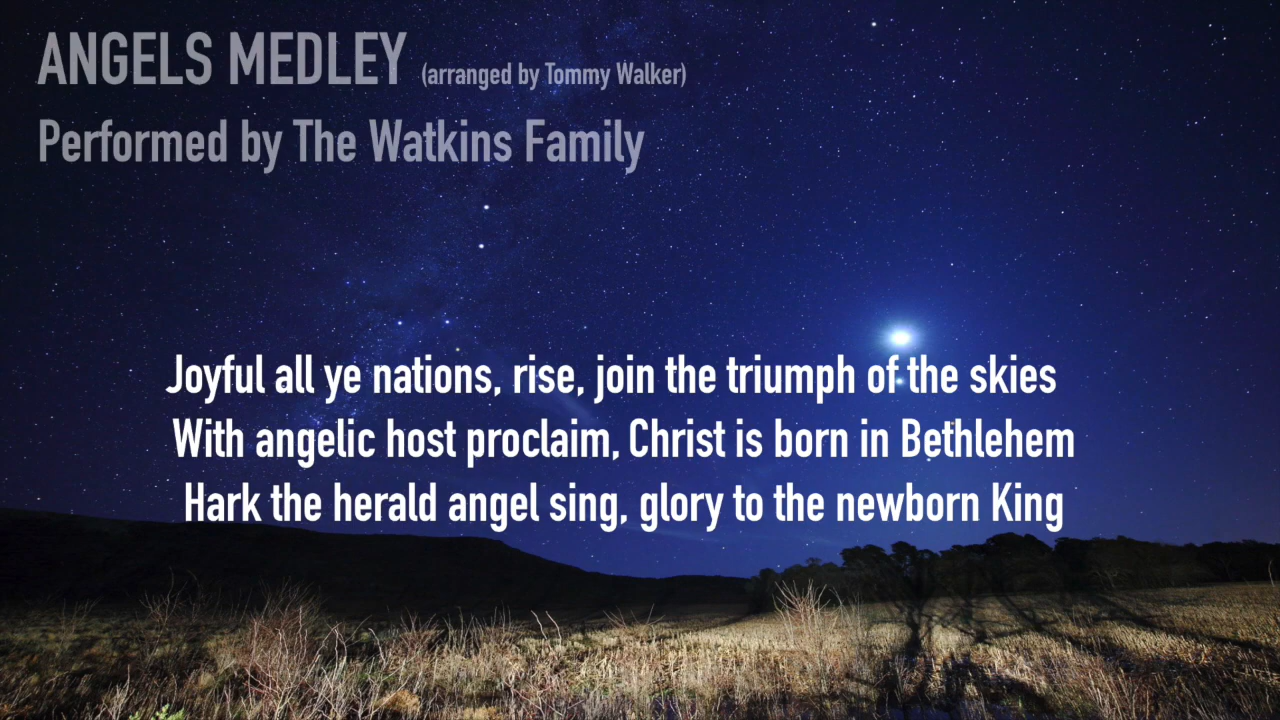 ANGELS MEDLEY (arranged by Tommy Walker)
Performed by The Watkins Family
Joyful all ye nations, rise, join the triumph of the skies
With angelic host proclaim, Christ is born in Bethlehem
Hark the herald angel sing, glory to the newborn King